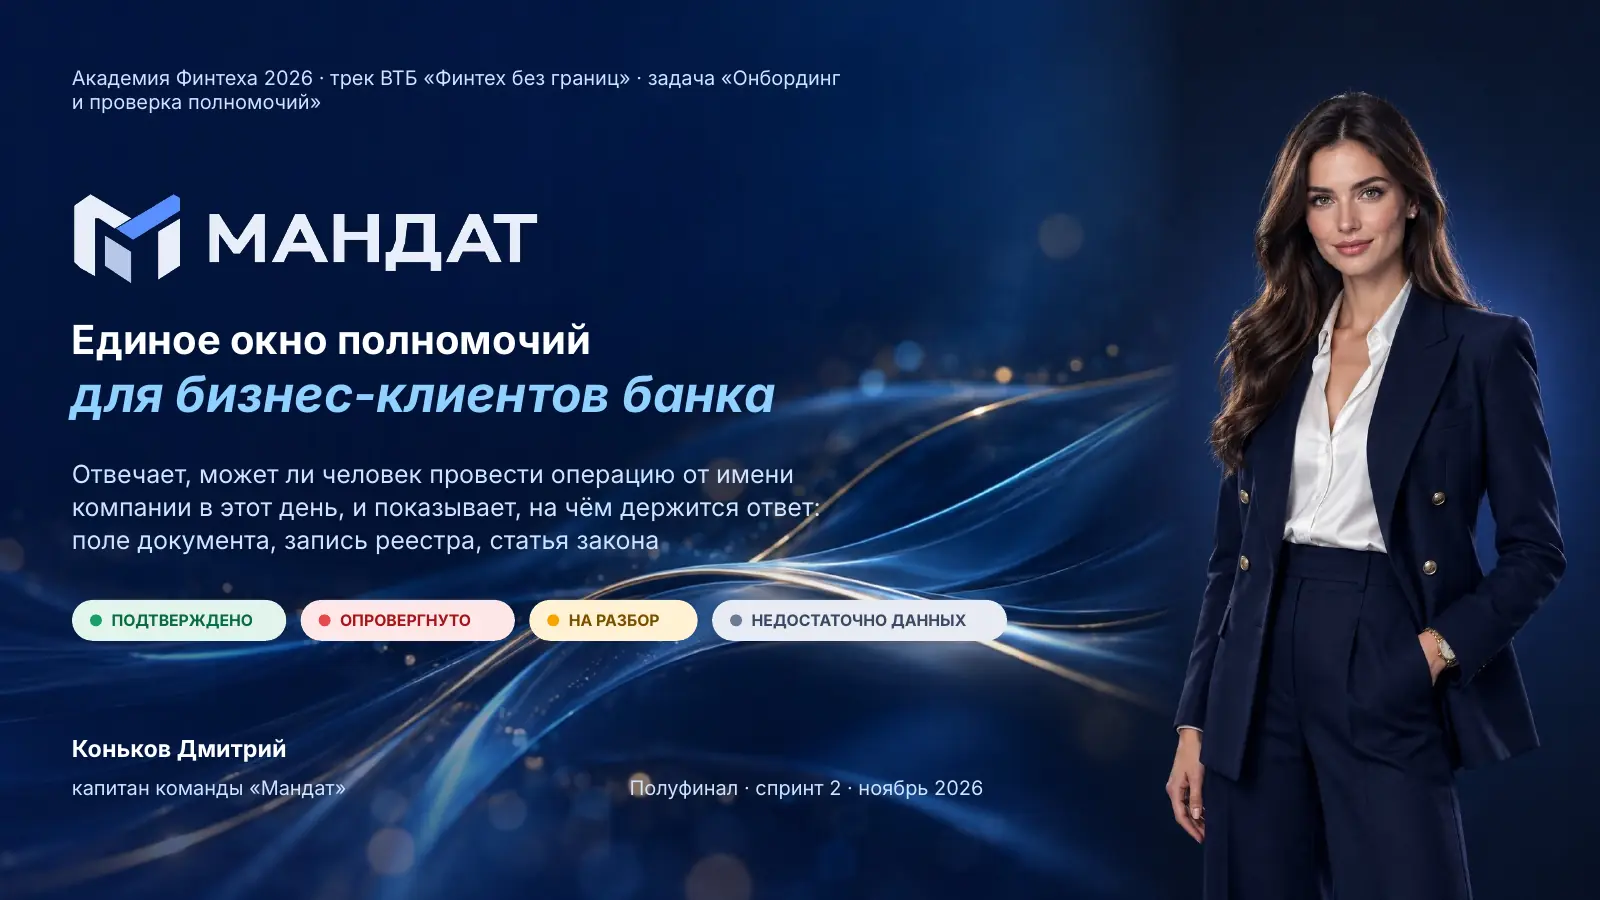 Академия Финтеха 2026 · трек ВТБ «Финтех без границ» · задача «Онбординг
и проверка полномочий»
МАНДАТ
Единое окно полномочий
для бизнес-клиентов банка
Отвечает, может ли человек провести операцию от имени
компании в этот день, и показывает, на чём держится ответ:
поле документа, запись реестра, статья закона
ПОДТВЕРЖДЕНО ОПРОВЕРГНУТО НА РАЗБОР НЕДОСТАТОЧНО ДАННЫХ
Коньков Дмитрий
капитан команды «Мандат» Полуфинал · спринт 2 · ноябрь 2026